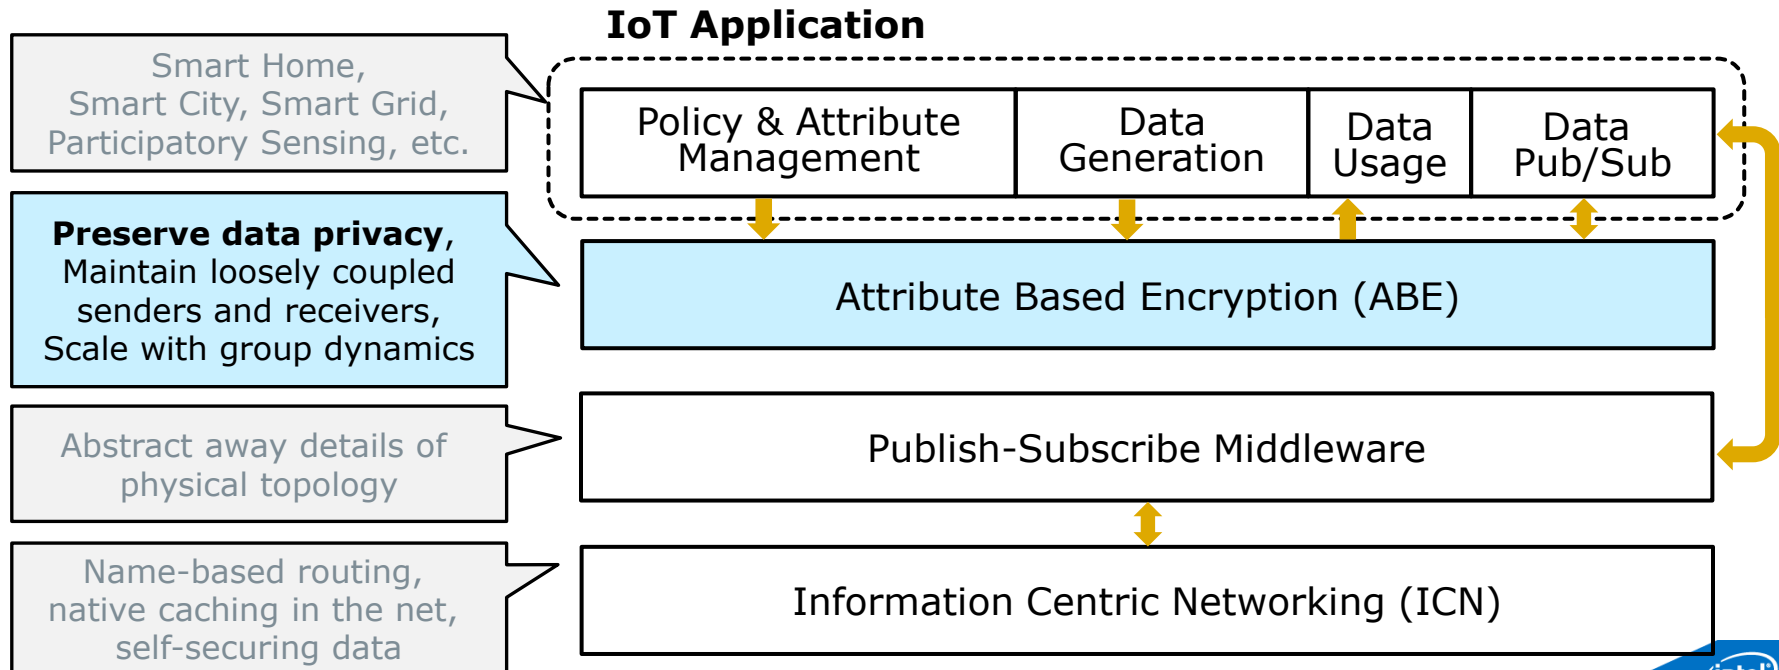 IoT Application
Smart Home,
Smart City, Smart Grid,
Participatory Sensing, etc.
Policy & Attribute
Management
Data
Generation
Data
Usage
Data
Pub/Sub
Preserve data privacy,
Maintain loosely coupled
senders and receivers,
Scale with group dynamics
Attribute Based Encryption (ABE)
Abstract away details of
physical topology
Publish-Subscribe Middleware
Name-based routing,
native caching in the net,
self-securing data
Information Centric Networking (ICN)